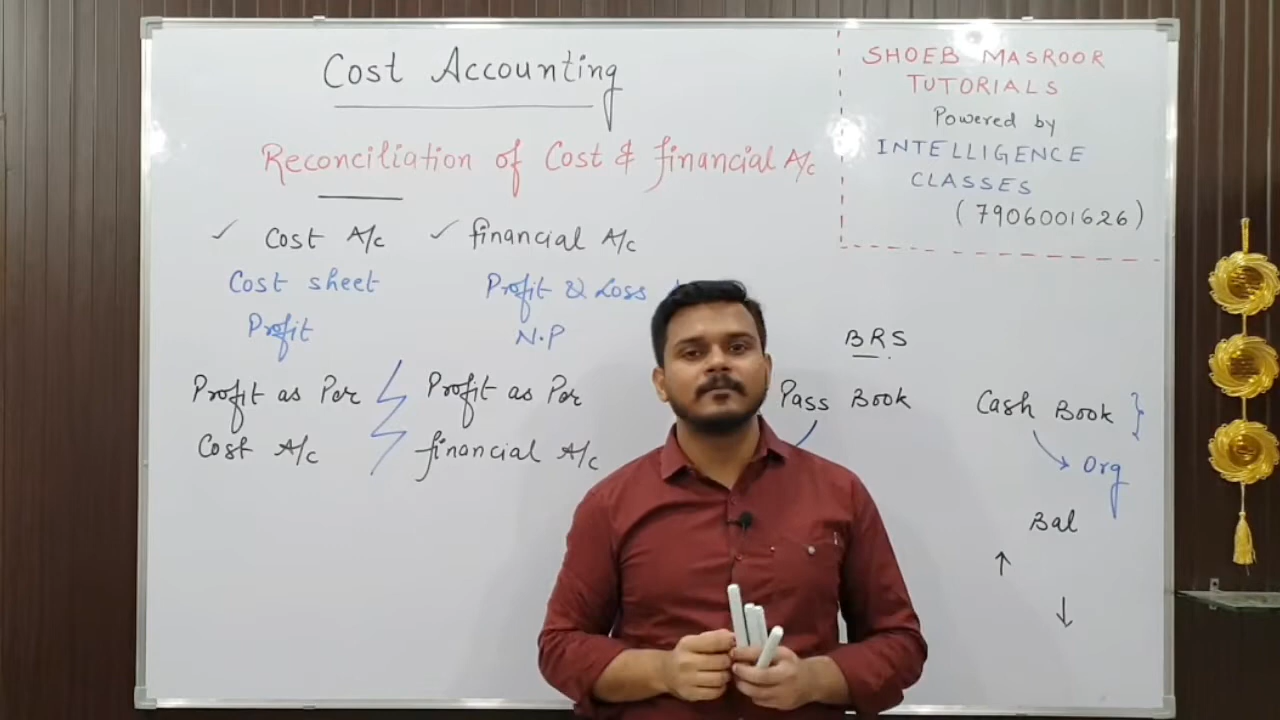 Cost Accounting
Reconciliation of Cost & financial A/c
✓ Cost A/c ✓ financial A/c
Cost sheet Profit & Loss
Profit N.P
Profit as Per Profit as Per
Cost A/c financial A/c
SHOEB MASROOR
TUTORIALS
Powered by
INTELLIGENCE
CLASSES
(7906001626)
BRS
Pass Book Cash Book
Org
Bal